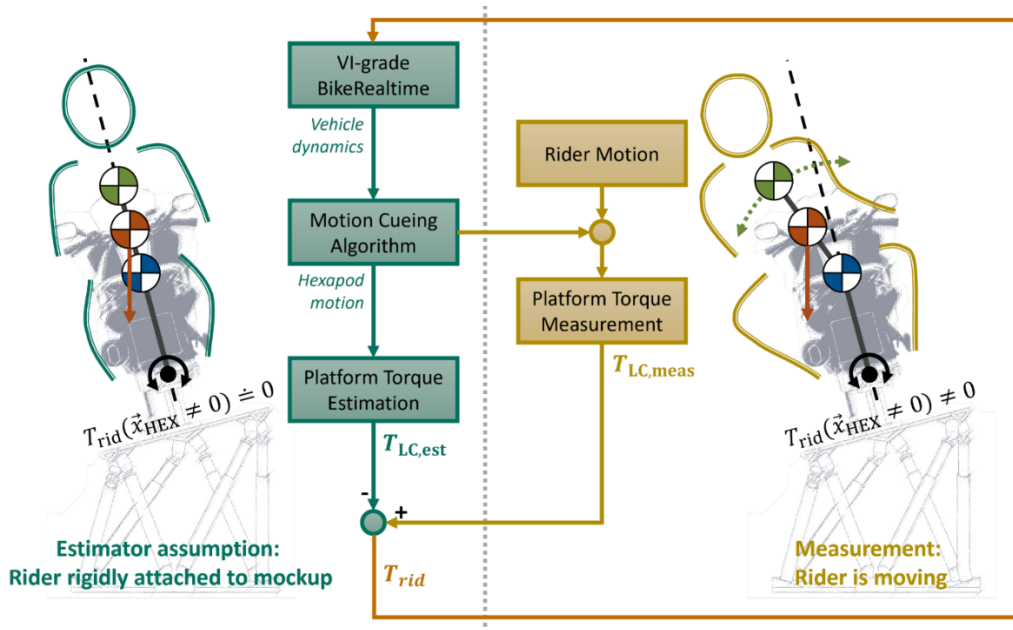 VI-grade
BikeRealtime
Vehicle
dynamics
Rider Motion
Motion Cueing
Algorithm
Hexapod
motion
Platform Torque
Measurement
Platform Torque
Estimation
T_LC,meas
T_rid(x⃗_HEX ≠ 0) ≐ 0
T_rid(x⃗_HEX ≠ 0) ≠ 0
T_LC,est
-
+
Estimator assumption:
Rider rigidly attached to mockup
T_rid
Measurement:
Rider is moving